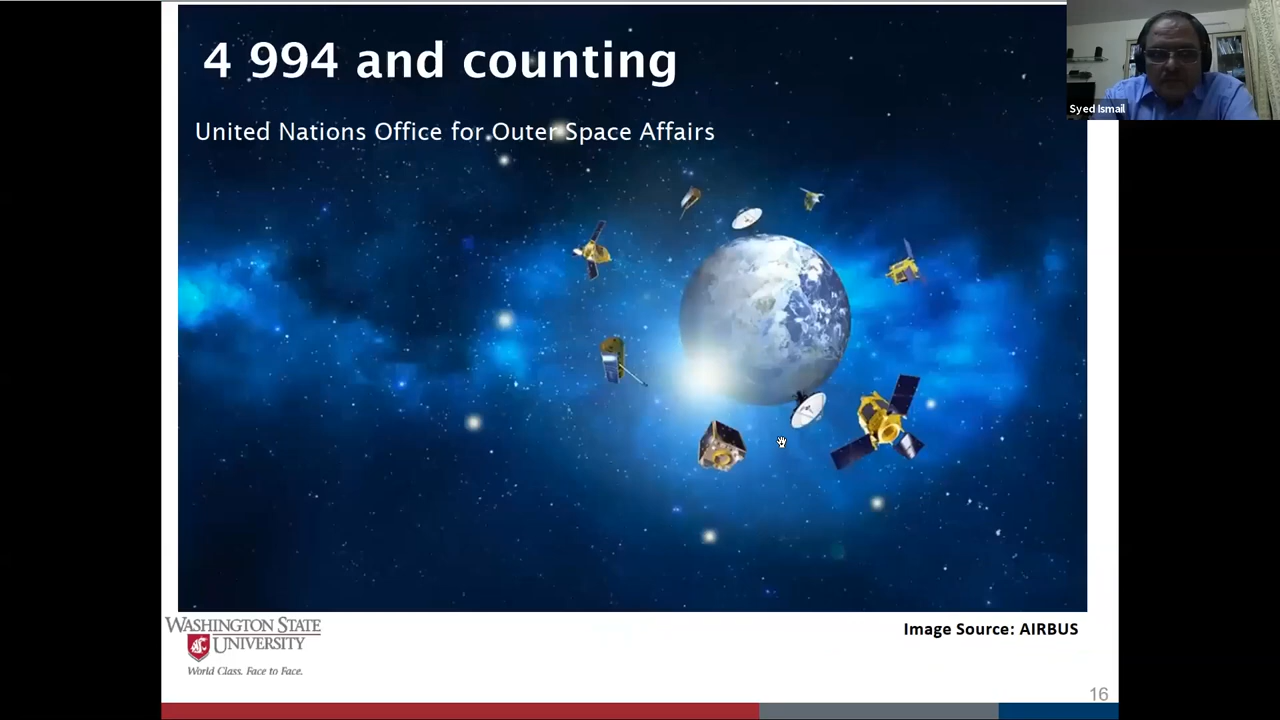 4 994 and counting
United Nations Office for Outer Space Affairs
Syed Ismail
Image Source: AIRBUS
WASHINGTON STATE
UNIVERSITY
World Class. Face to Face.
16